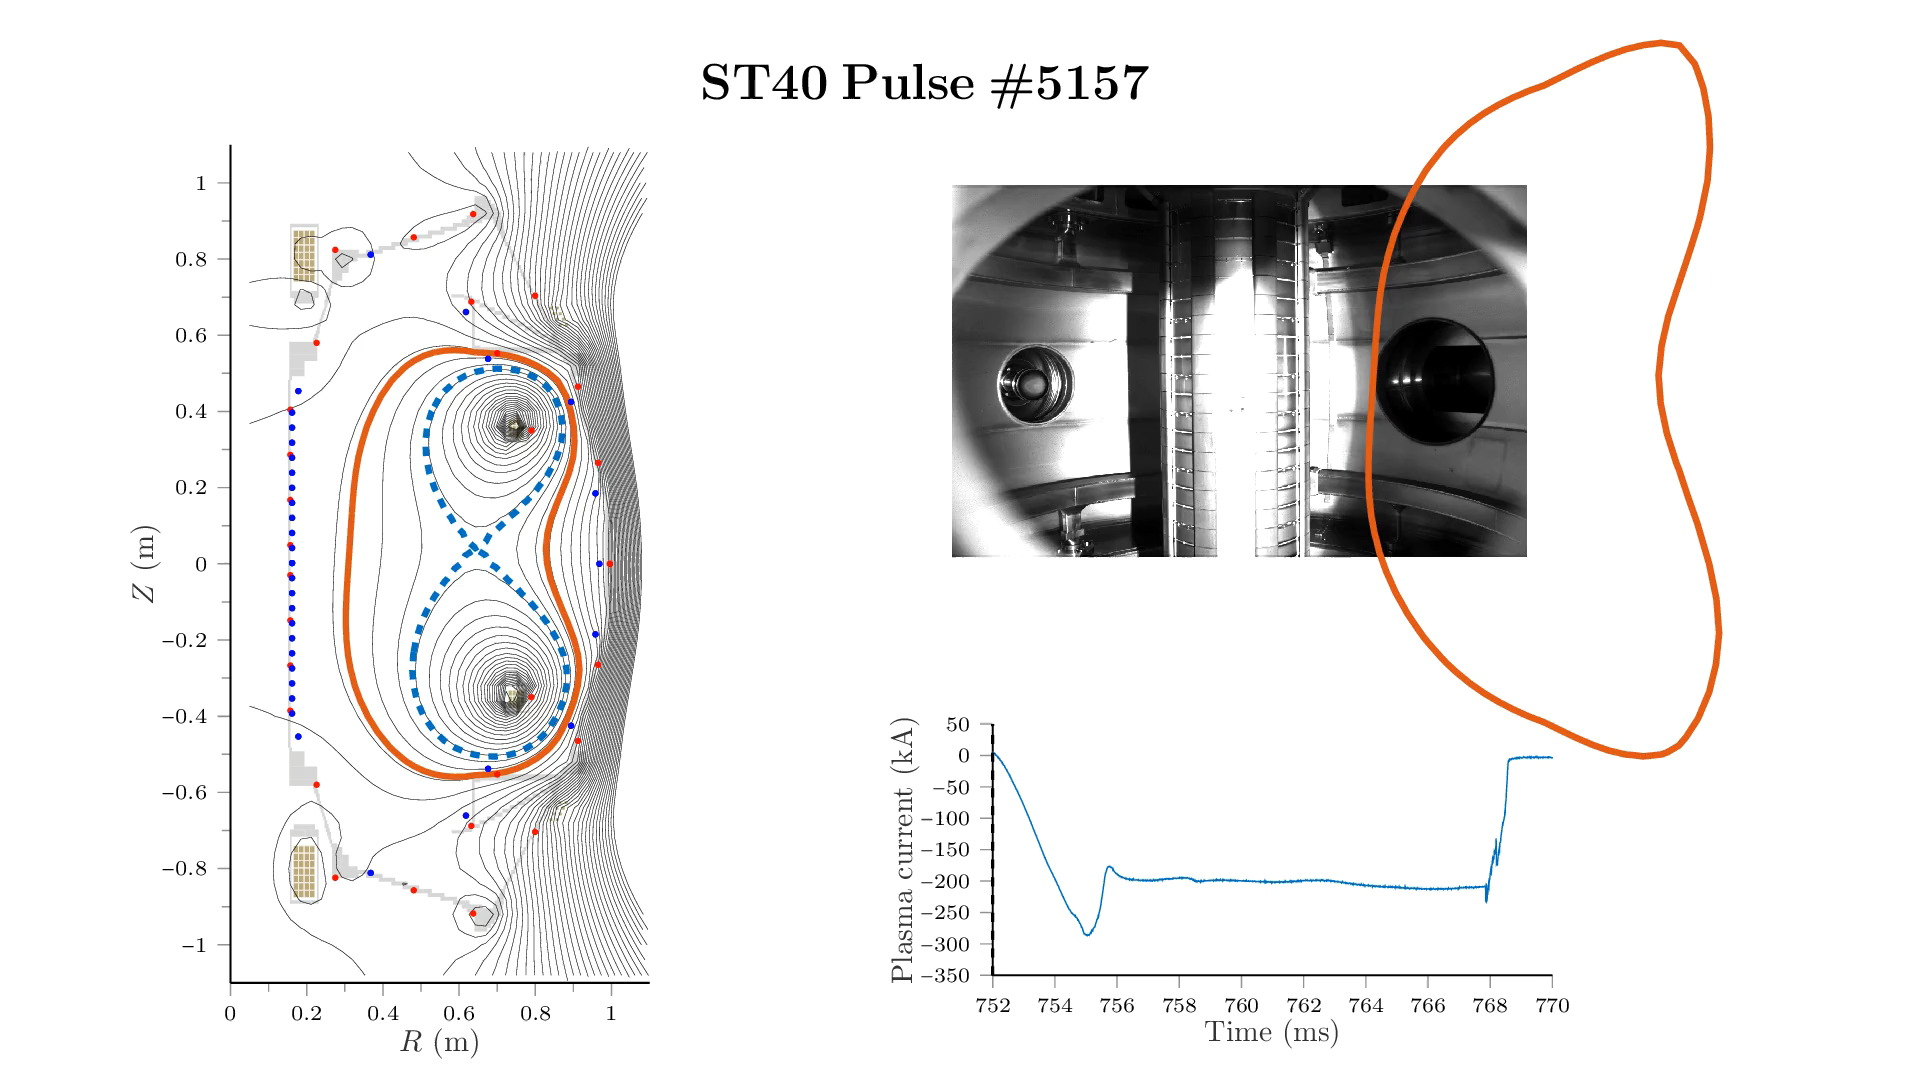 ST40 Pulse #5157
1
0.8
0.6
0.4
0.2
0
−0.2
−0.4
−0.6
−0.8
−1
Z (m)
0 0.2 0.4 0.6 0.8 1
R (m)
50
0
−50
−100
−150
−200
−250
−300
−350
Plasma current (kA)
752 754 756 758 760 762 764 766 768 770
Time (ms)